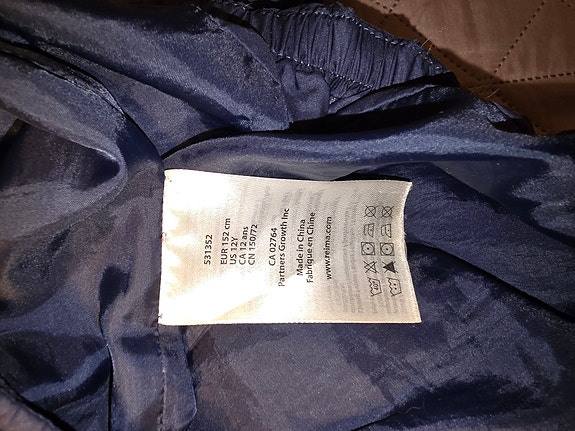 531352
EUR 152 cm
US 12Y
CA 12 ans
CN 150/72
CA 02764
Partners Growth Inc
Made in China
Fabriqué en Chine
www.reima.com